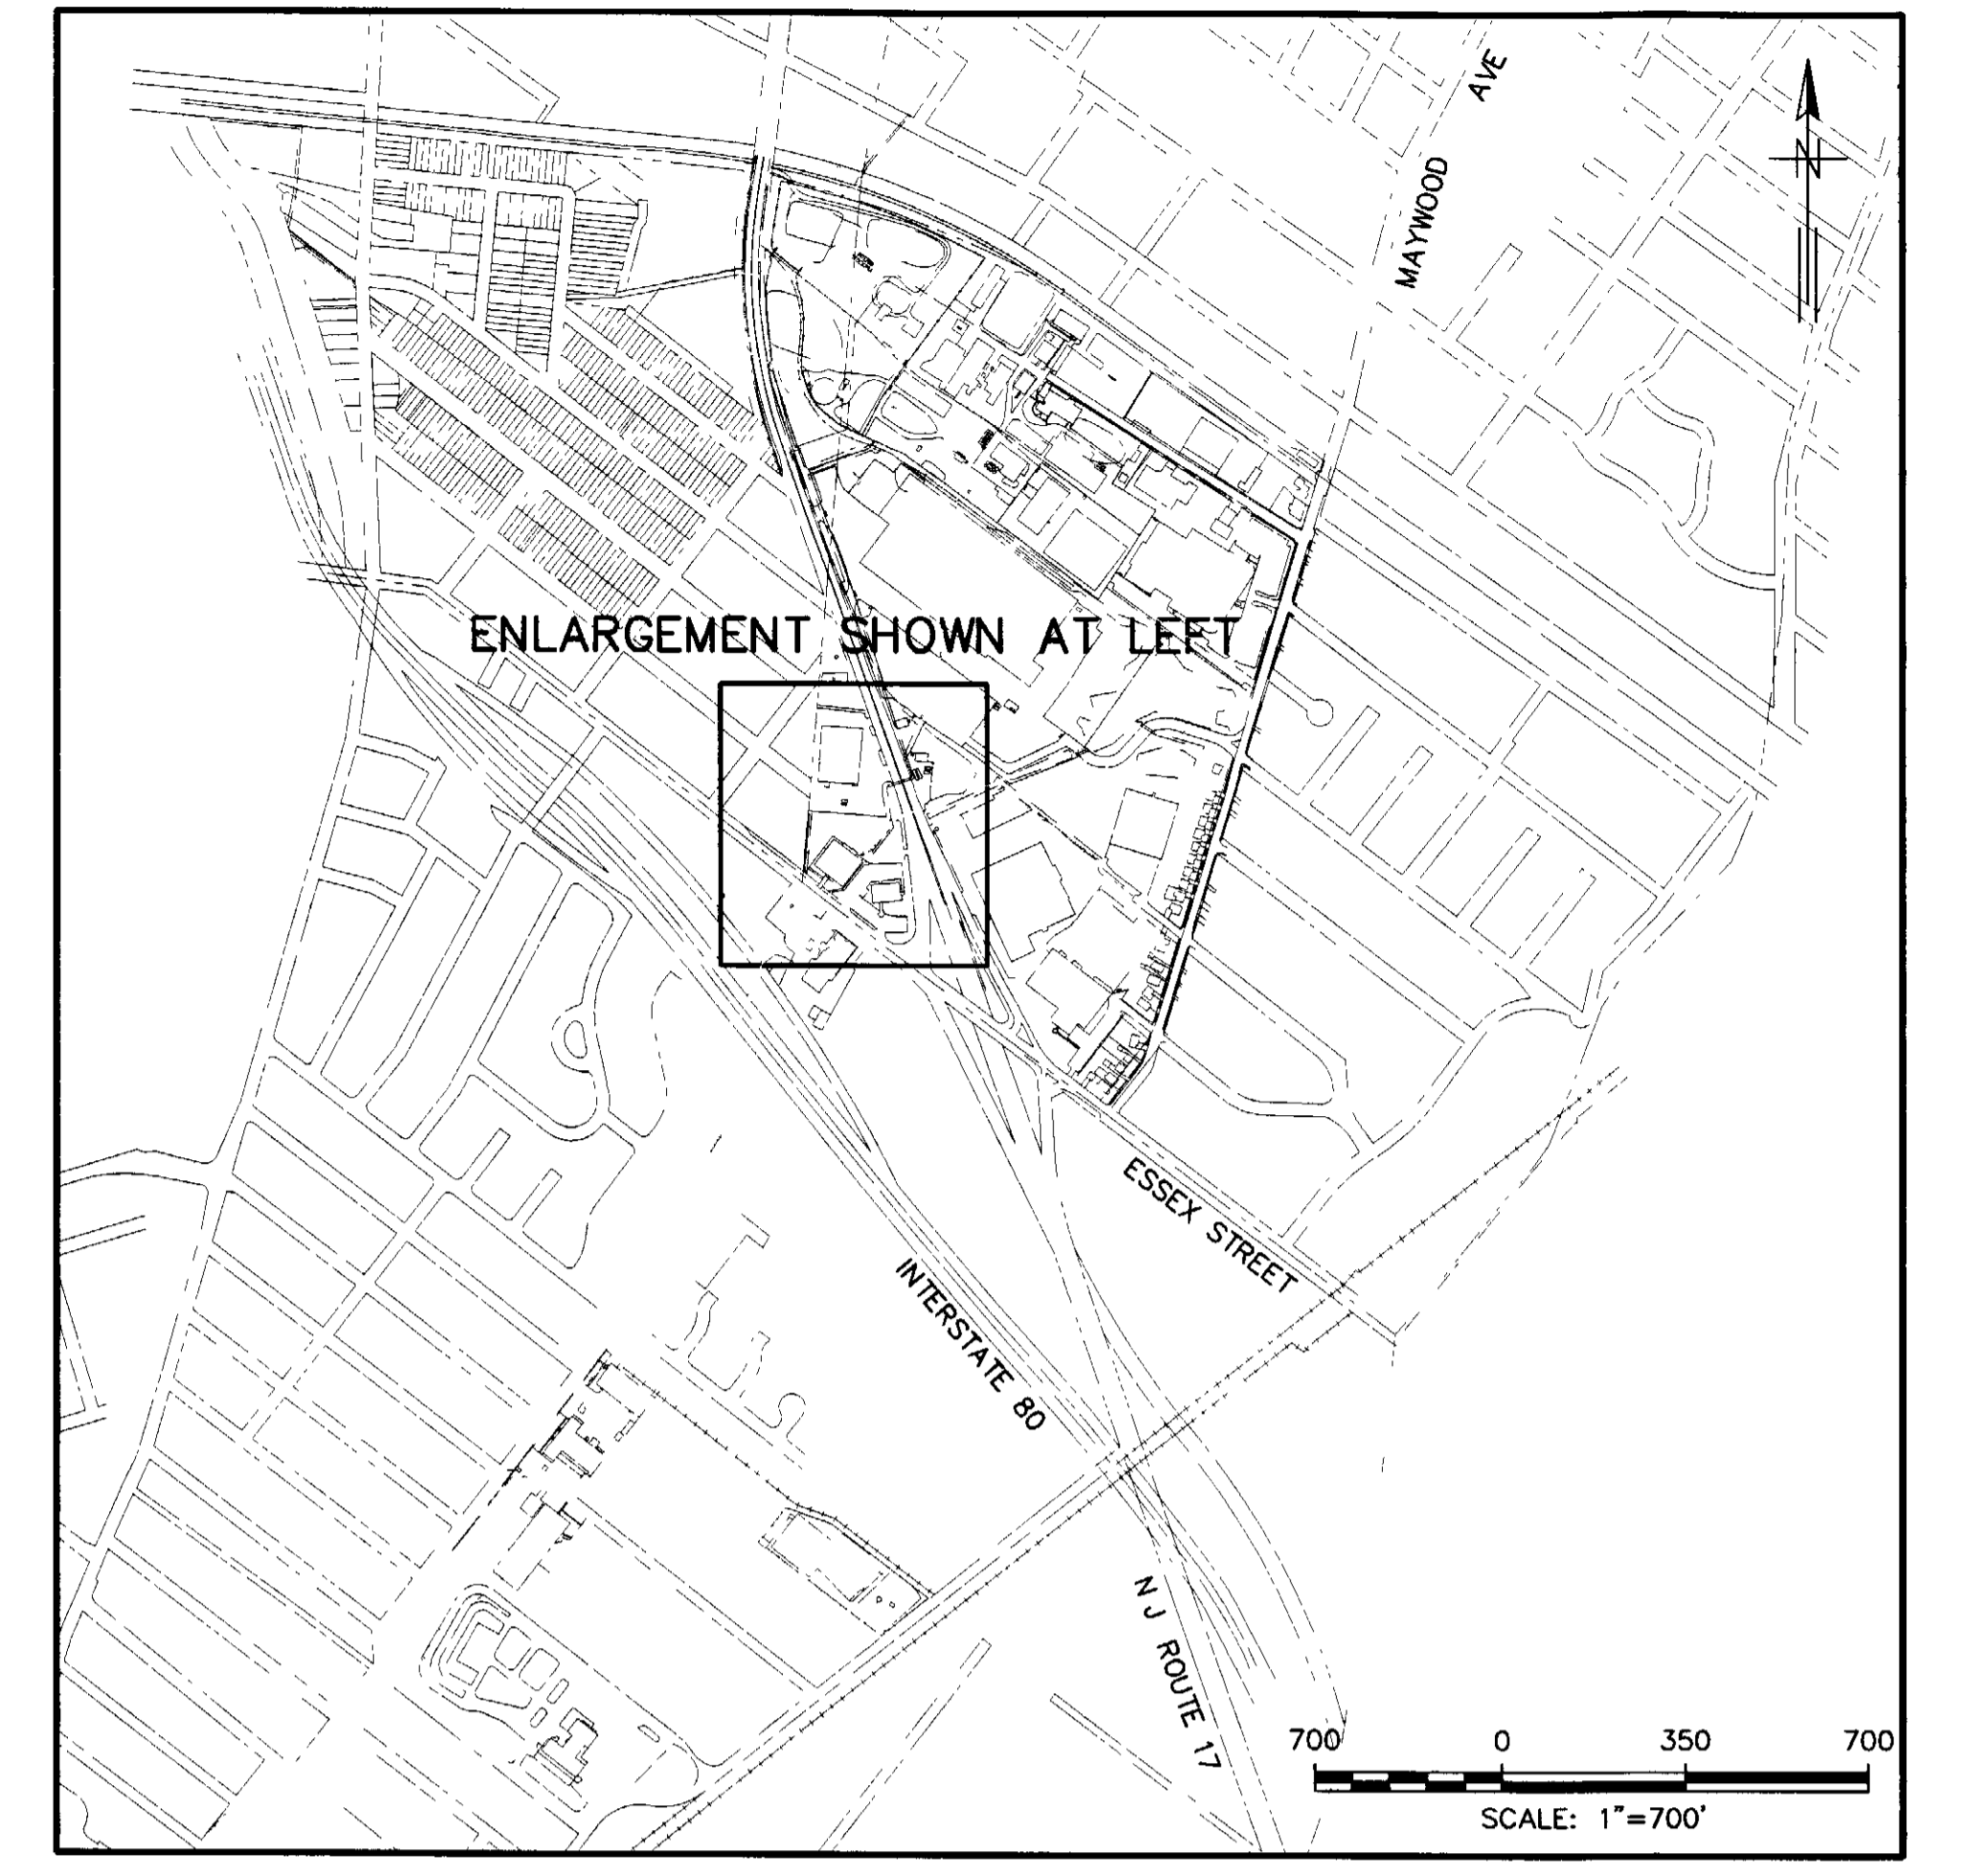 AVE
MAYWOOD
N
ENLARGEMENT SHOWN AT LEFT
ESSEX STREET
INTERSTATE 80
NJ ROUTE 17
700 0 350 700
SCALE: 1"=700'